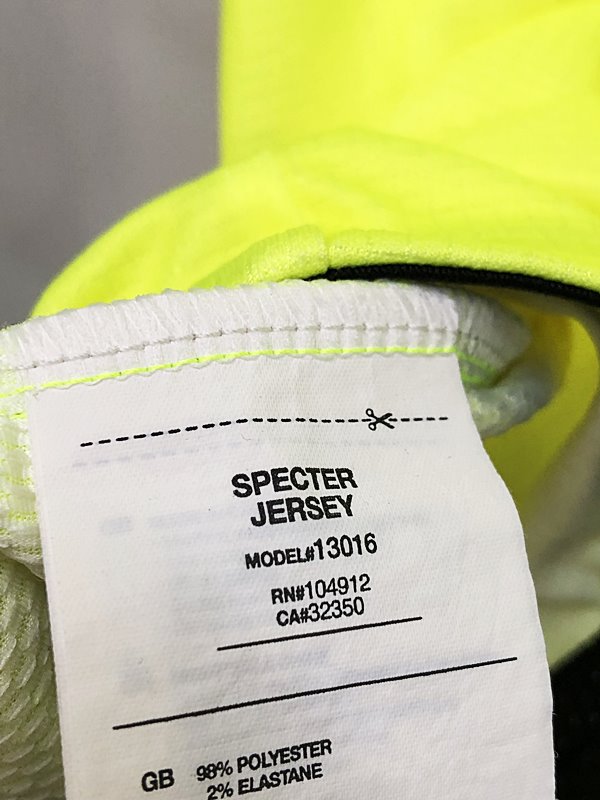 SPECTER
JERSEY
MODEL#13016
RN#104912
CA#32350
GB 98% POLYESTER
2% ELASTANE